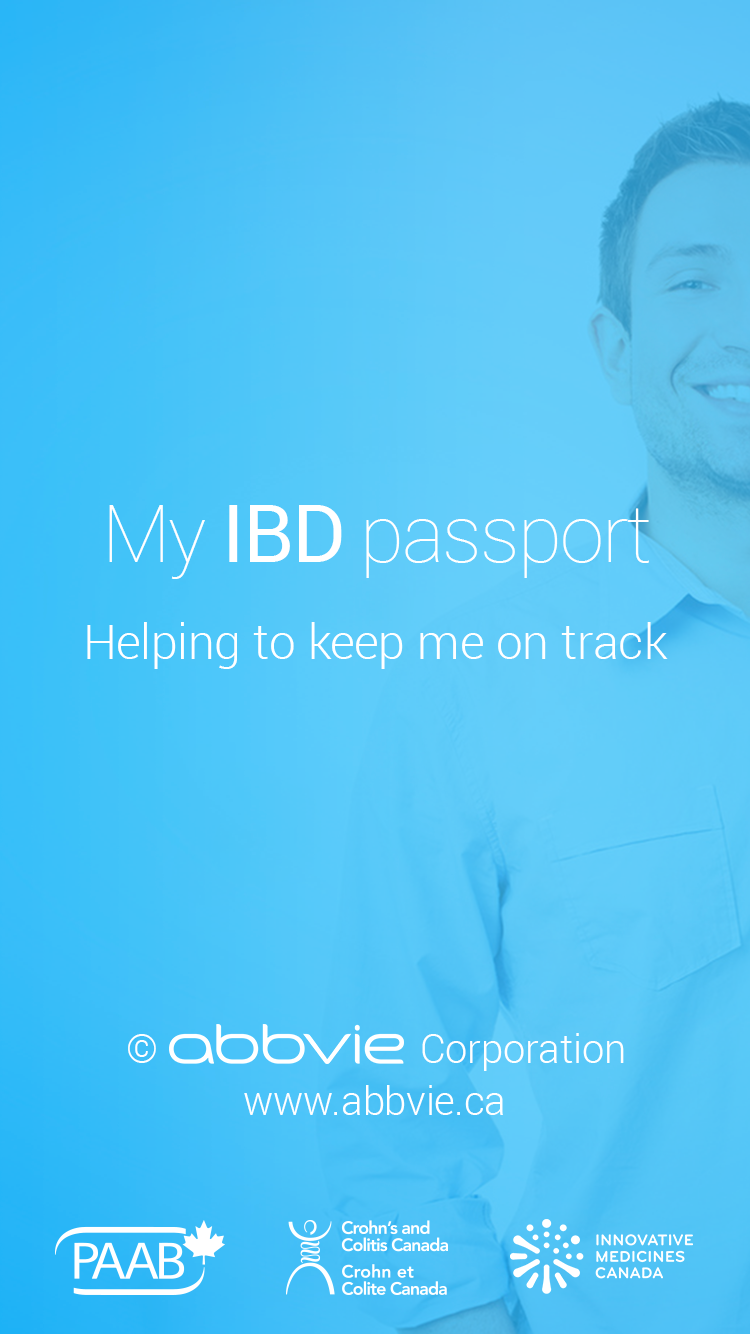 My IBD passport
Helping to keep me on track
© abbvie Corporation
www.abbvie.ca
PAAB
Crohn's and
Colitis Canada
Crohn et
Colite Canada
INNOVATIVE
MEDICINES
CANADA